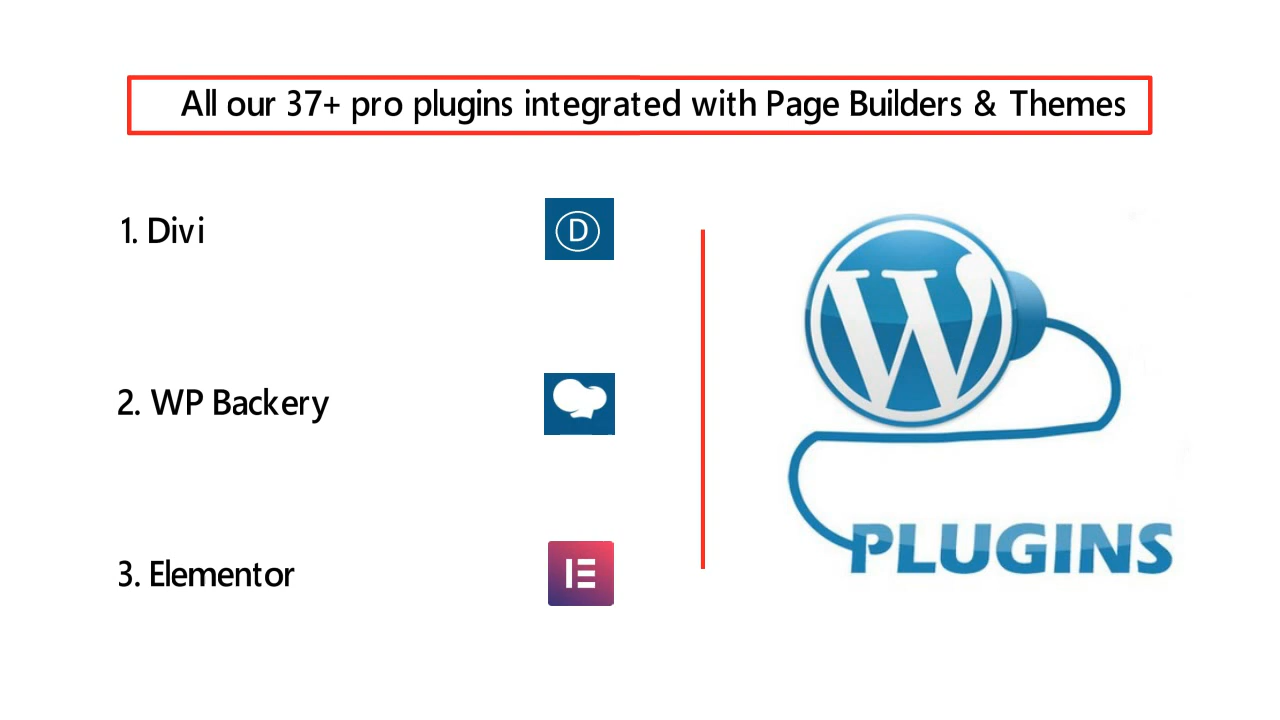 All our 37+ pro plugins integrated with Page Builders & Themes
1. Divi
D
2. WP Backery
3. Elementor
W
PLUGINS